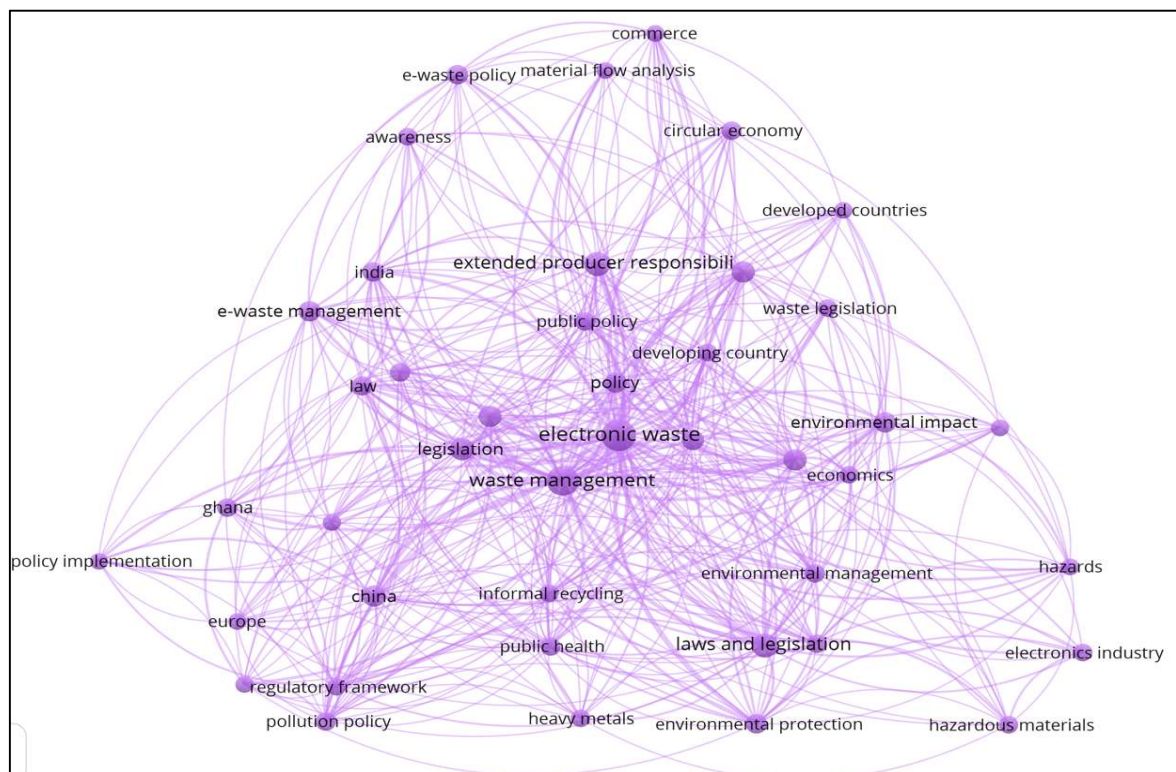 commerce
material flow analysis
e-waste policy
circular economy
awareness
developed countries
extended producer responsibili
india
waste legislation
e-waste management
public policy
developing country
policy
law
environmental impact
electronic waste
legislation
economics
waste management
ghana
policy implementation
hazards
environmental management
informal recycling
china
europe
laws and legislation
public health
electronics industry
regulatory framework
heavy metals
pollution policy
environmental protection
hazardous materials